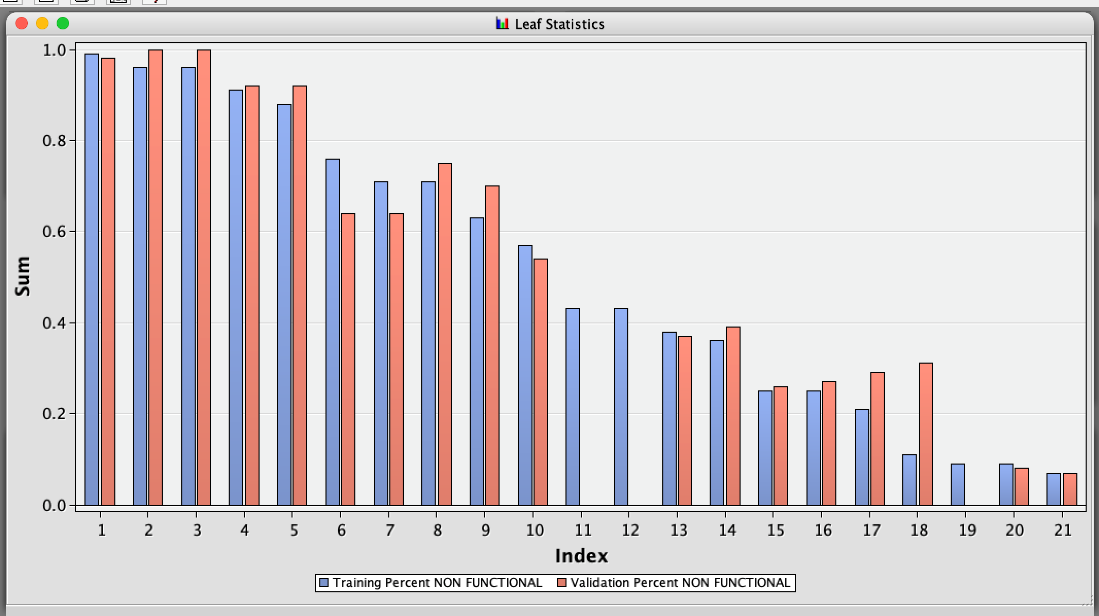 Leaf Statistics
1.0
0.8
0.6
0.4
0.2
0.0
Sum
1 2 3 4 5 6 7 8 9 10 11 12 13 14 15 16 17 18 19 20 21
Index
Training Percent NON FUNCTIONAL Validation Percent NON FUNCTIONAL